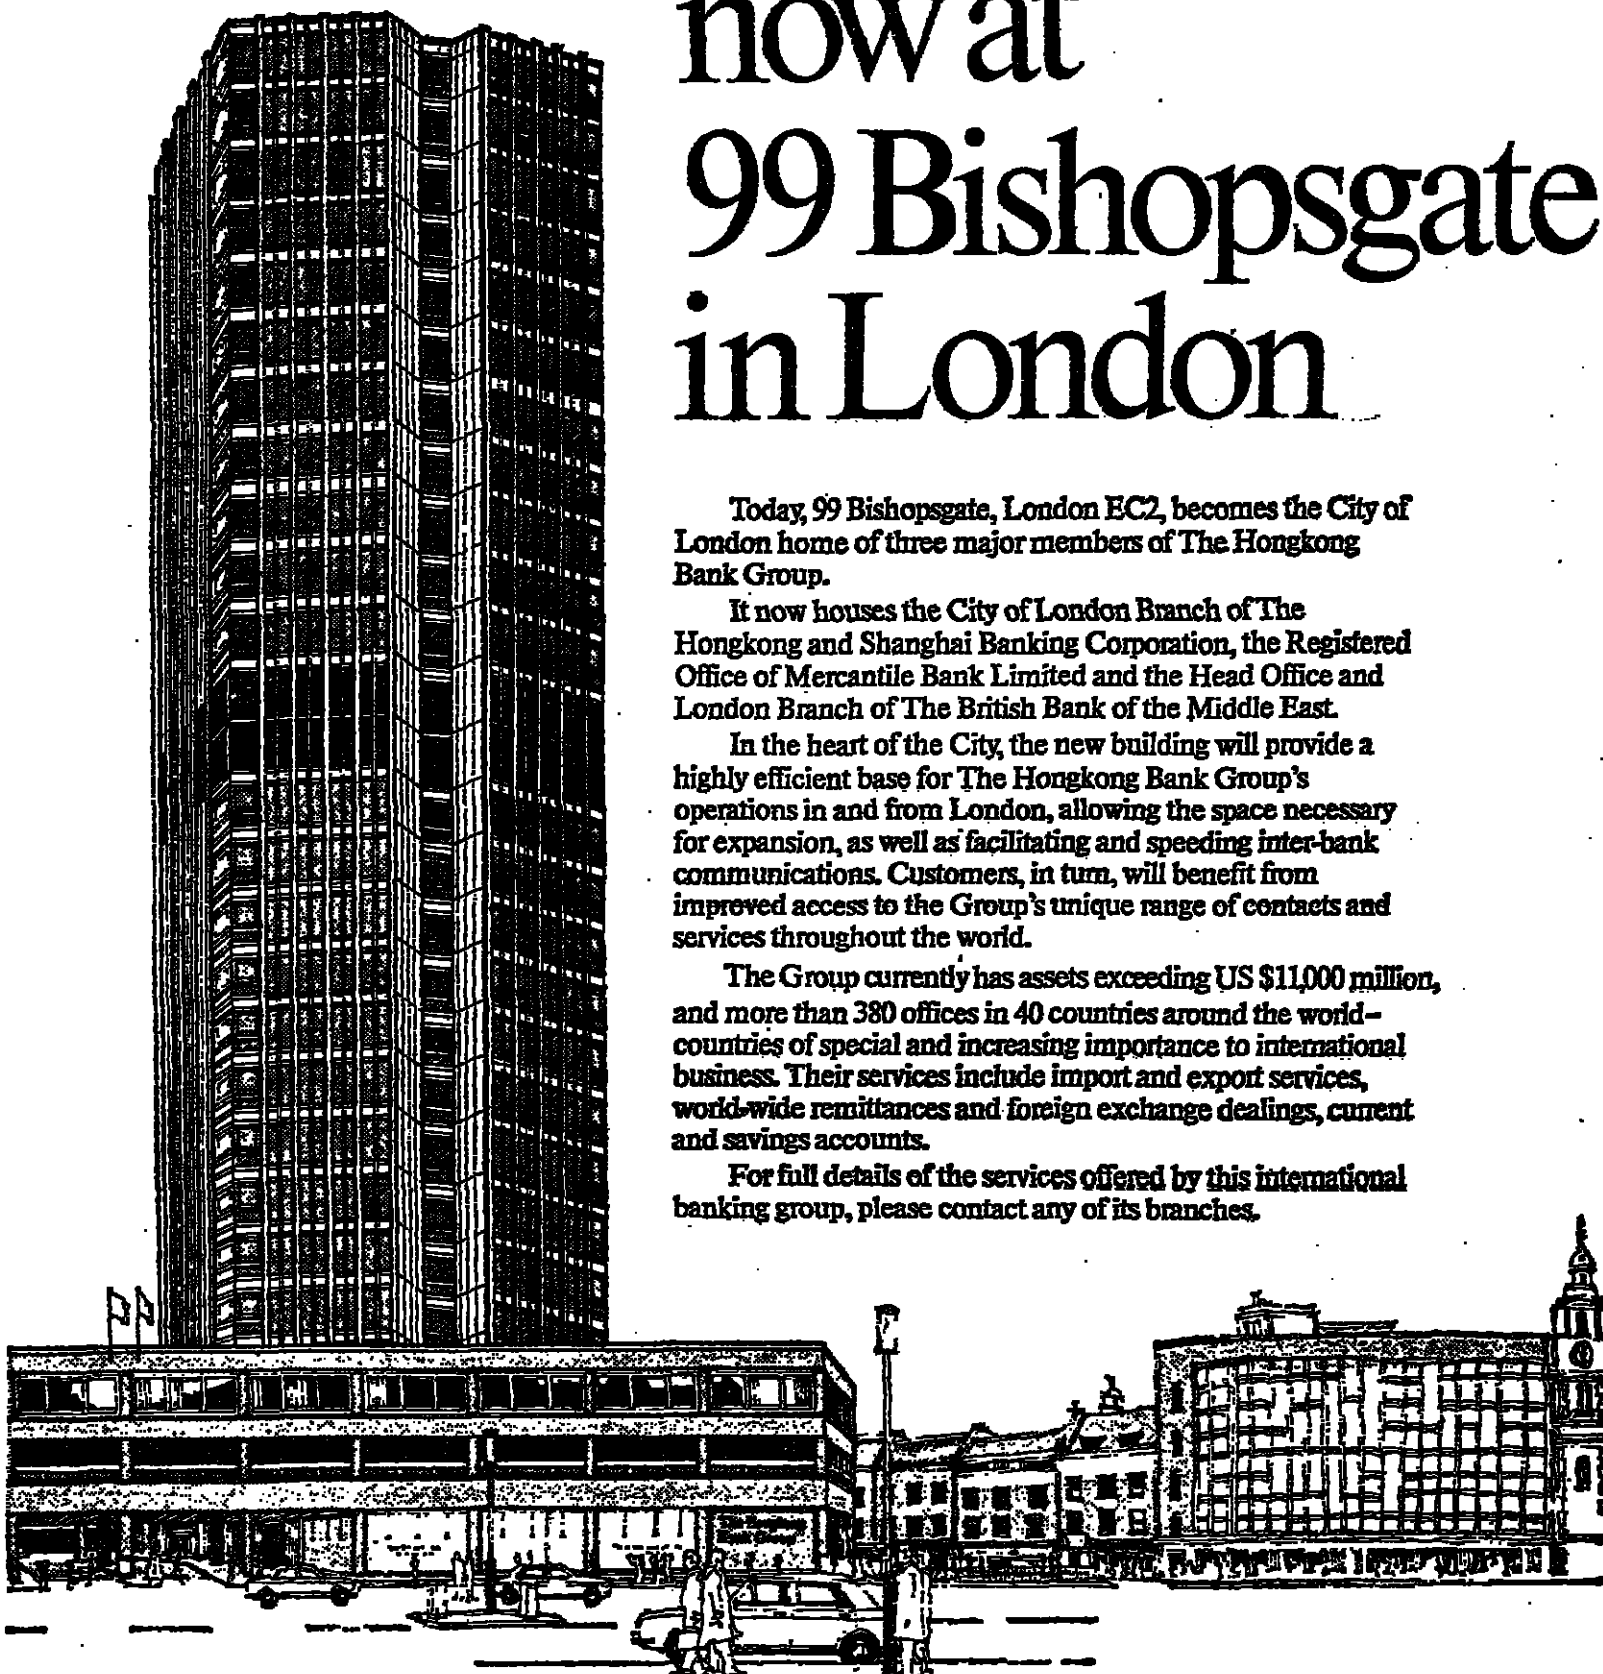 now at
99 Bishopsgate
in London
Today, 99 Bishopsgate, London EC2, becomes the City of
London home of three major members of The Hongkong
Bank Group.
It now houses the City of London Branch of The
Hongkong and Shanghai Banking Corporation, the Registered
Office of Mercantile Bank Limited and the Head Office and
London Branch of The British Bank of the Middle East.
In the heart of the City, the new building will provide a
highly efficient base for The Hongkong Bank Group's
operations in and from London, allowing the space necessary
for expansion, as well as facilitating and speeding inter-bank
communications. Customers, in turn, will benefit from
improved access to the Group's unique range of contacts and
services throughout the world.
The Group currently has assets exceeding US $11,000 million,
and more than 380 offices in 40 countries around the world–
countries of special and increasing importance to international
business. Their services include import and export services,
world-wide remittances and foreign exchange dealings, current
and savings accounts.
For full details of the services offered by this international
banking group, please contact any of its branches.
The Hongkong
Bank Group